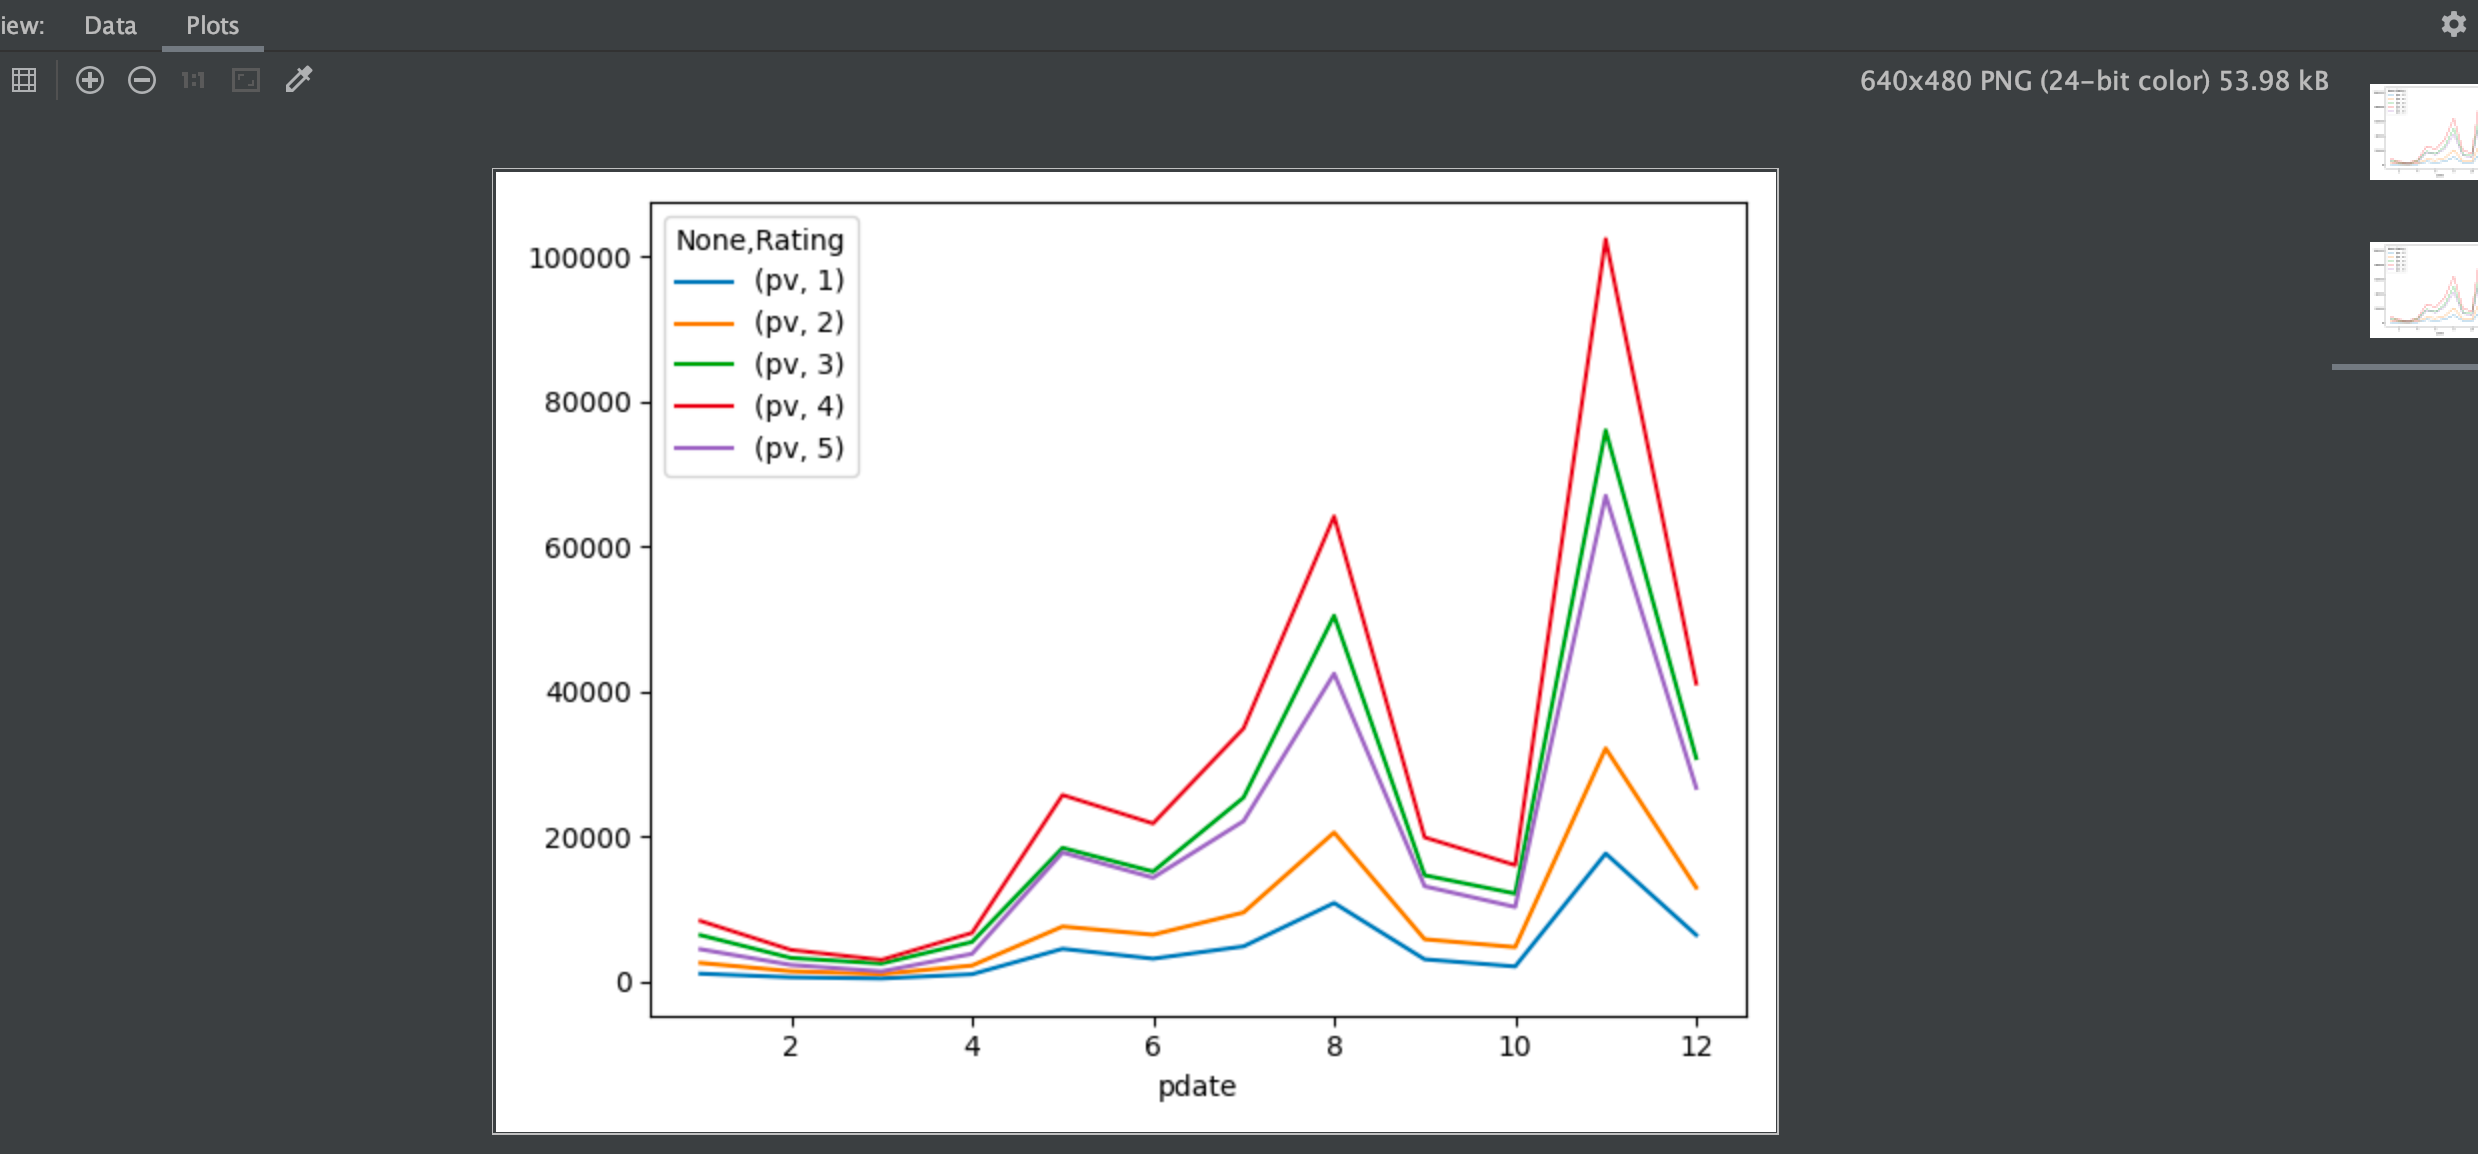 iew: Data Plots
1:1 640x480 PNG (24-bit color) 53.98 kB
None,Rating
(pv, 1)
(pv, 2)
(pv, 3)
(pv, 4)
(pv, 5)
100000
80000
60000
40000
20000
0
2 4 6 8 10 12
pdate